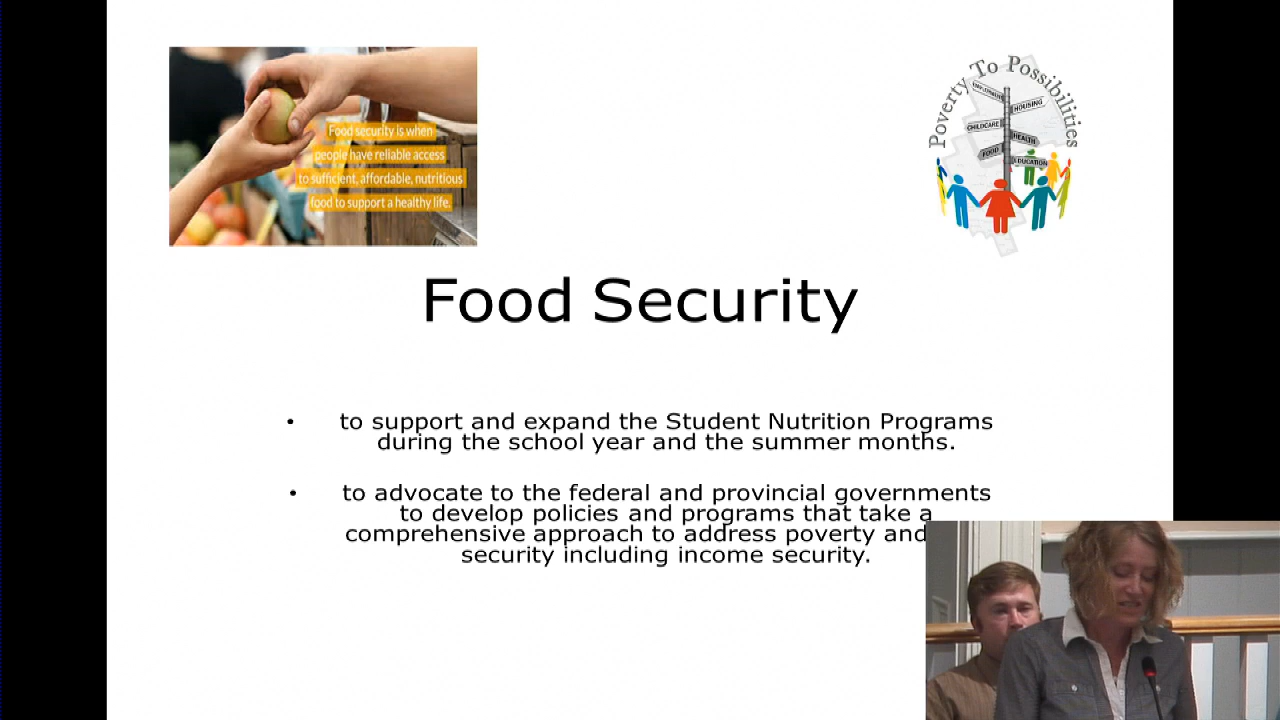 Food security is when
people have reliable access
to sufficient, affordable, nutritious
food to support a healthy life.
Poverty To Possibilities
HOUSING
CHILDCARE
HEALTH
FOOD
EDUCATION
Food Security
• to support and expand the Student Nutrition Programs
during the school year and the summer months.
• to advocate to the federal and provincial governments
to develop policies and programs that take a
comprehensive approach to address poverty and
security including income security.